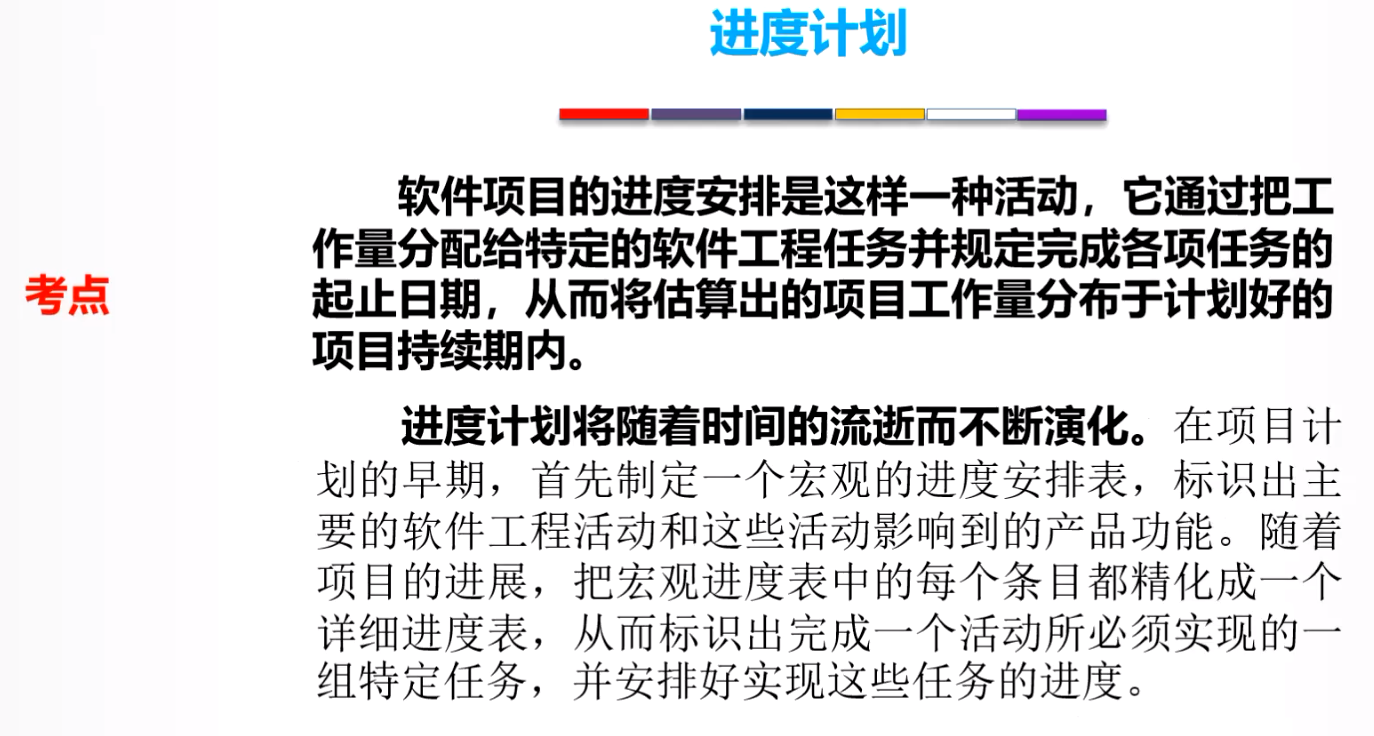 进度计划
软件项目的进度安排是这样一种活动，它通过把工
作量分配给特定的软件工程任务并规定完成各项任务的
考点
起止日期，从而将估算出的项目工作量分布于计划好的
项目持续期内。
进度计划将随着时间的流逝而不断演化。在项目计
划的早期，首先制定一个宏观的进度安排表，标识出主
要的软件工程活动和这些活动影响到的产品功能。随着
项目的进展，把宏观进度表中的每个条目都精化成一个
详细进度表，从而标识出完成一个活动所必须实现的一
组特定任务，并安排好实现这些任务的进度。